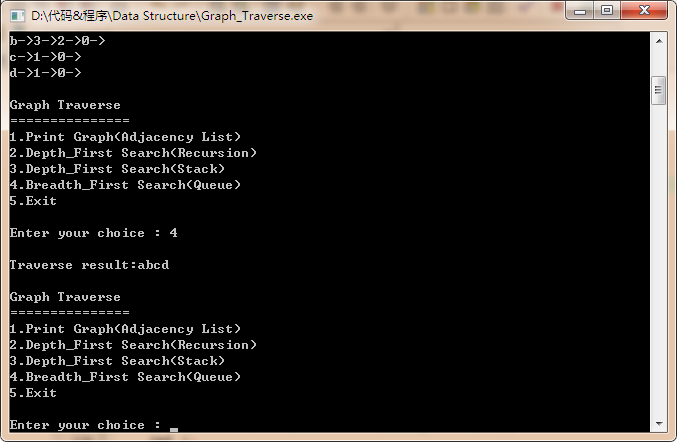 D:\代码&程序\Data Structure\Graph_Traverse.exe
b->3->2->0->
c->1->0->
d->1->0->
Graph Traverse
===============
1.Print Graph(Adjacency List)
2.Depth_First Search(Recursion)
3.Depth_First Search(Stack)
4.Breadth_First Search(Queue)
5.Exit
Enter your choice : 4
Traverse result:abcd
Graph Traverse
===============
1.Print Graph(Adjacency List)
2.Depth_First Search(Recursion)
3.Depth_First Search(Stack)
4.Breadth_First Search(Queue)
5.Exit
Enter your choice : _